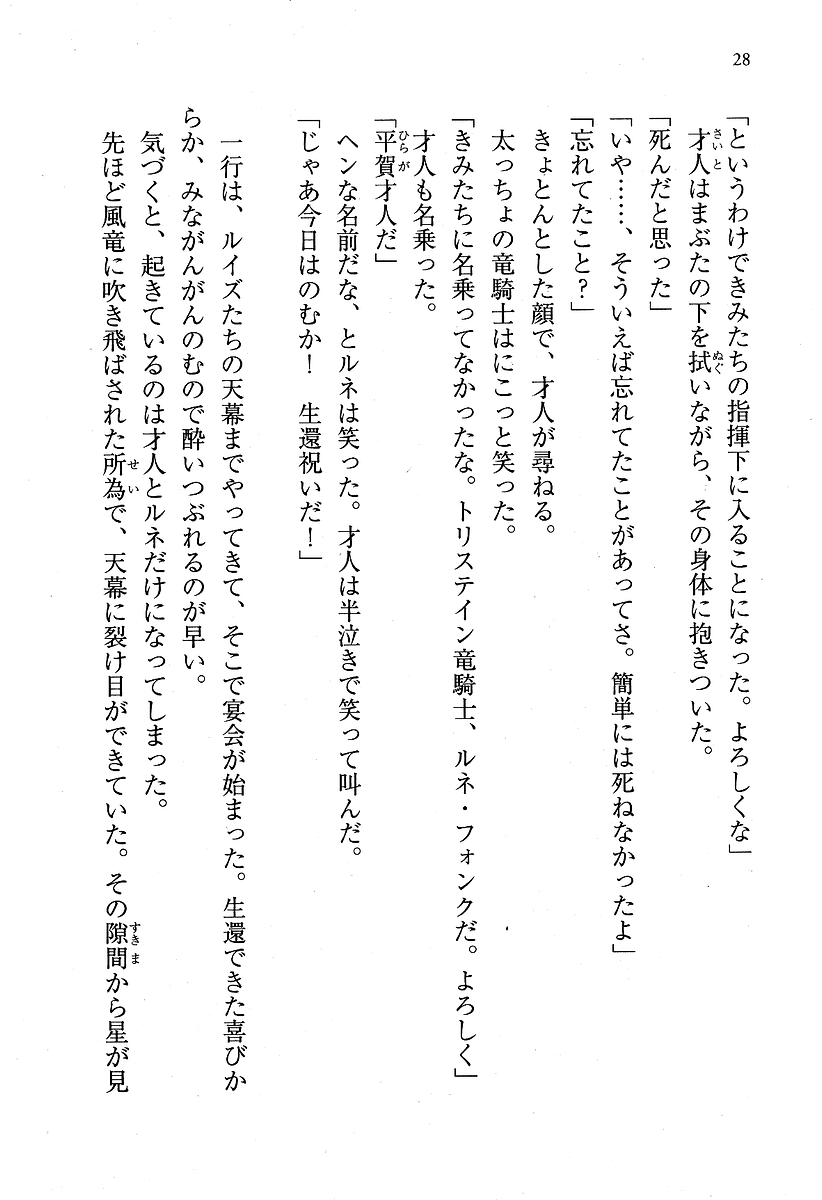 28
「というわけできみたちの指揮下に入ることになった。よろしくな」
才人はまぶたの下を拭いながら、その身体に抱きついた。
「死んだと思った」
「いや……、そういえば忘れてたことがあってさ。簡単には死ねなかったよ」
「忘れてたこと？」
きょとんとした顔で、才人が尋ねる。
太っちょの竜騎士はにこっと笑った。
「きみたちに名乗ってなかったな。トリステイン竜騎士、ルネ・フォンクだ。よろしく」
才人も名乗った。
「平賀才人だ」
ヘンな名前だな、とルネは笑った。才人は半泣きで笑って叫んだ。
「じゃあ今日はのむか！　生還祝いだ！」
一行は、ルイズたちの天幕までやってきて、そこで宴会が始まった。生還できた喜びか
らか、みながんがんのむので酔いつぶれるのが早い。
気づくと、起きているのは才人とルネだけになってしまった。
先ほど風竜に吹き飛ばされた所為で、天幕に裂け目ができていた。その隙間から星が見